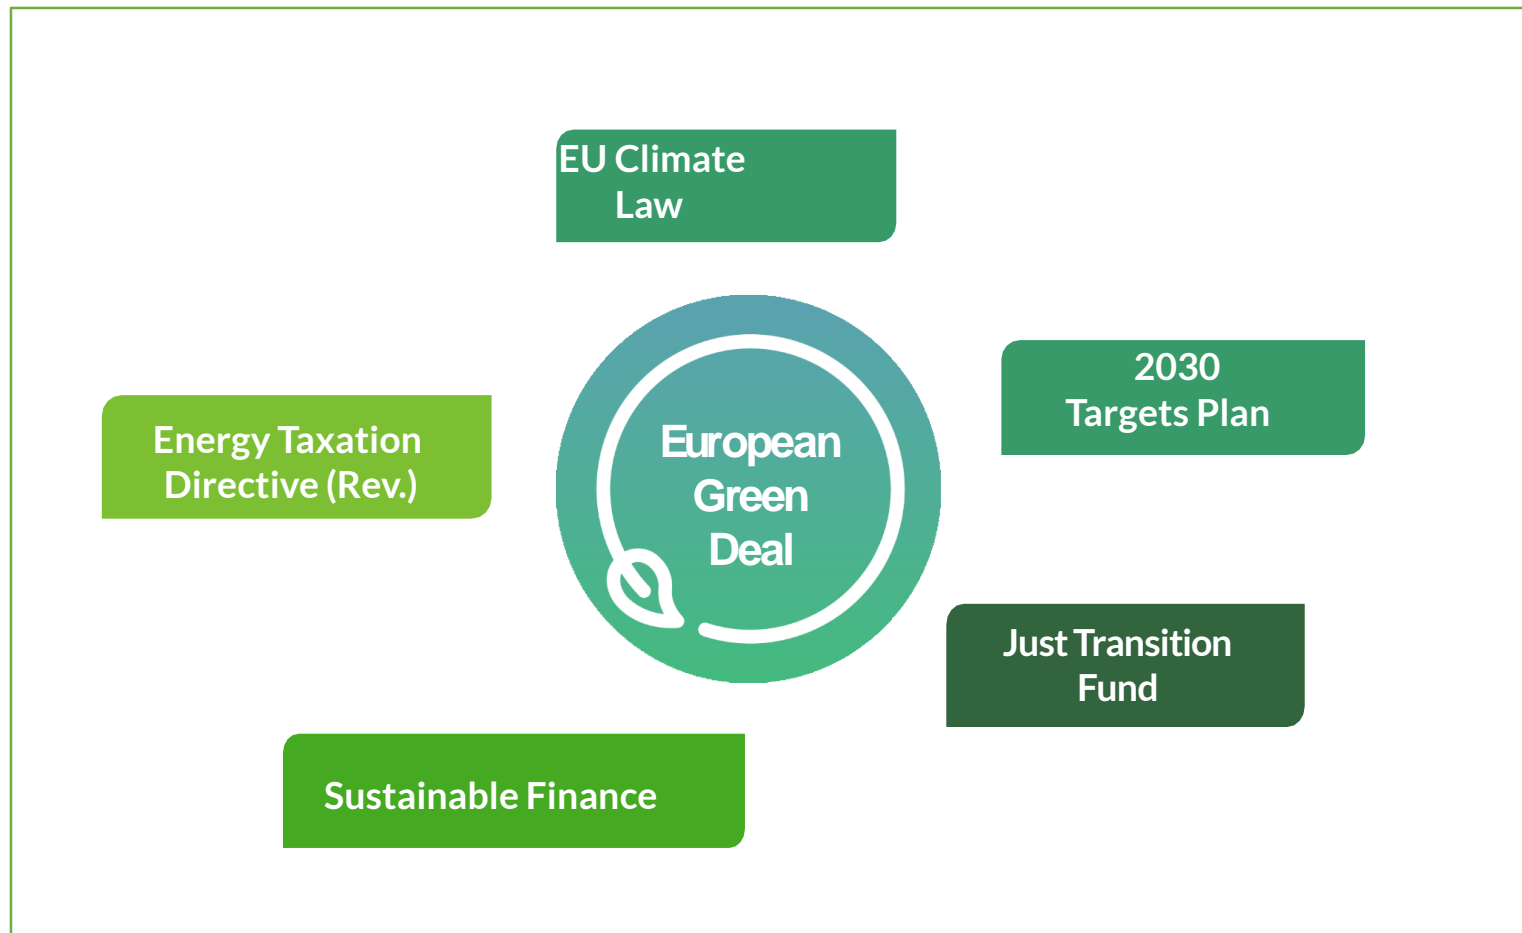 EU Climate
Law
2030
Targets Plan
Energy Taxation
Directive (Rev.)
European
Green
Deal
Just Transition
Fund
Sustainable Finance